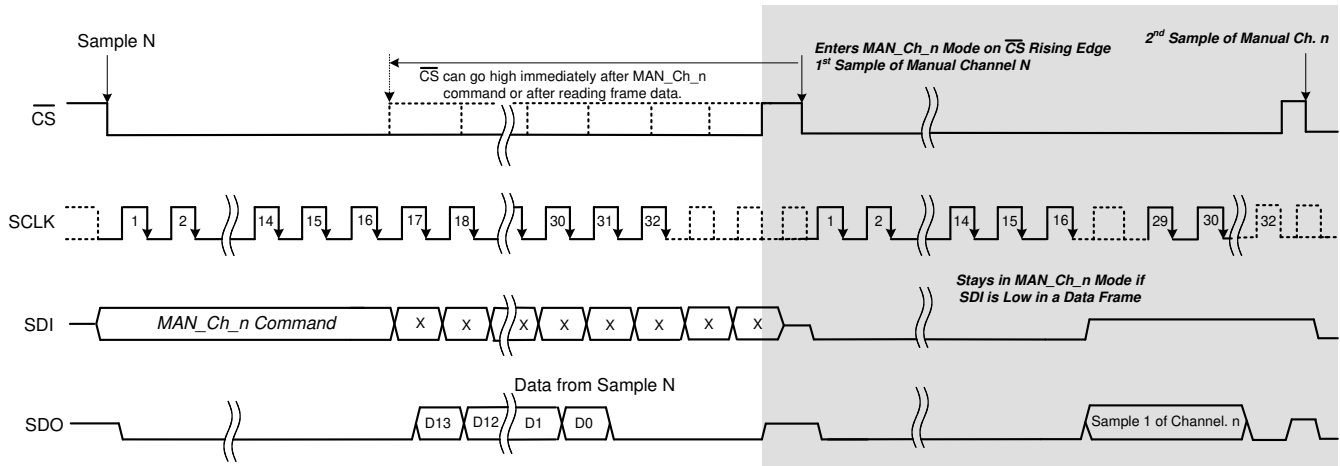 Sample N
Enters MAN_Ch_n Mode on CS Rising Edge
1st Sample of Manual Channel N
2nd Sample of Manual Ch. n
CS can go high immediately after MAN_Ch_n
command or after reading frame data.
CS
SCLK
1 2 14 15 16 17 18 30 31 32 1 2 14 15 16 29 30 32
Stays in MAN_Ch_n Mode if
SDI is Low in a Data Frame
SDI
MAN_Ch_n Command
X X X X X X X X
Data from Sample N
SDO
D13 D12 D1 D0
Sample 1 of Channel. n